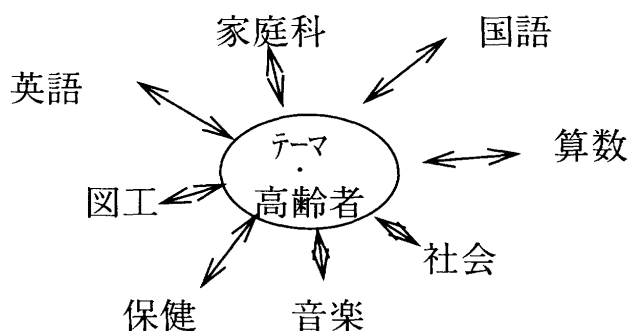 家庭科
国語
英語
算数
テーマ
・
高齢者
図工
社会
保健
音楽